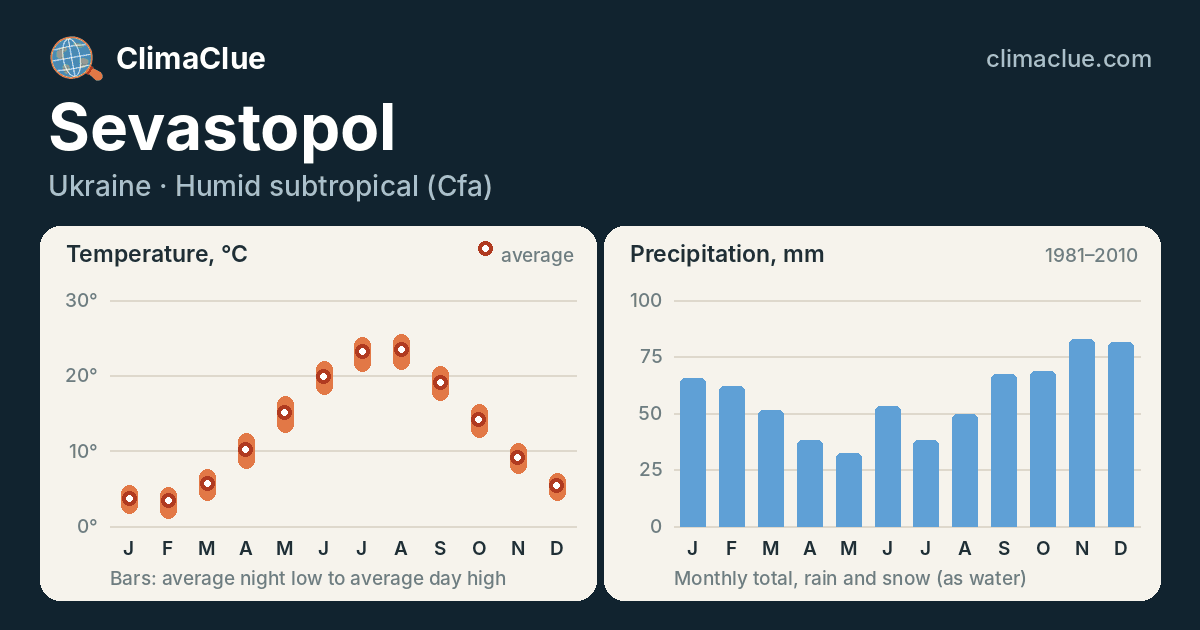 ClimaClue
climaclue.com
Sevastopol
Ukraine · Humid subtropical (Cfa)
Temperature, °C
average
30°
20°
10°
0°
J F M A M J J A S O N D
Bars: average night low to average day high
Precipitation, mm
1981–2010
100
75
50
25
0
J F M A M J J A S O N D
Monthly total, rain and snow (as water)